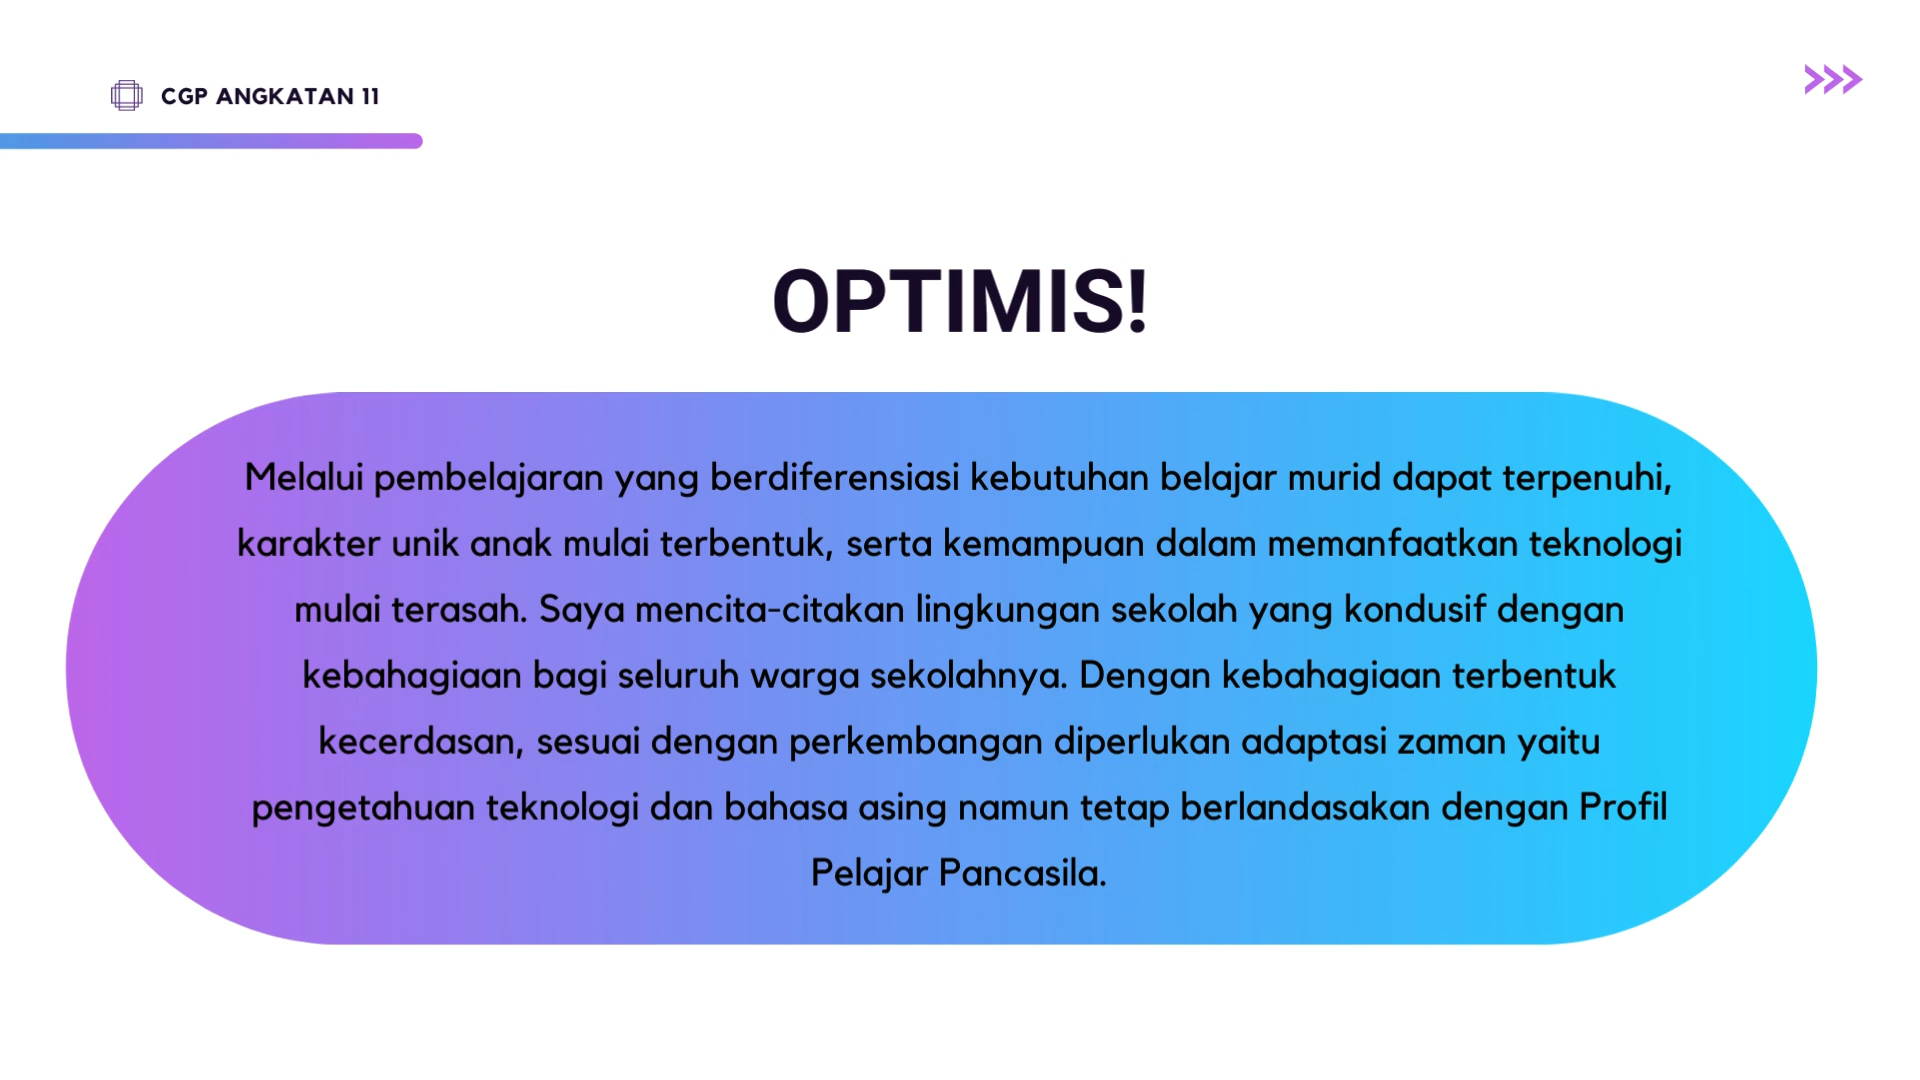 CGP ANGKATAN 11
OPTIMIS!
Melalui pembelajaran yang berdiferensiasi kebutuhan belajar murid dapat terpenuhi,
karakter unik anak mulai terbentuk, serta kemampuan dalam memanfaatkan teknologi
mulai terasah. Saya mencita-citakan lingkungan sekolah yang kondusif dengan
kebahagiaan bagi seluruh warga sekolahnya. Dengan kebahagiaan terbentuk
kecerdasan, sesuai dengan perkembangan diperlukan adaptasi zaman yaitu
pengetahuan teknologi dan bahasa asing namun tetap berlandasakan dengan Profil
Pelajar Pancasila.